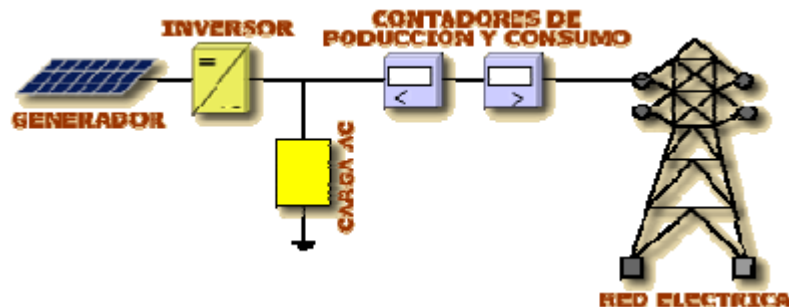 INVERSOR
CONTADORES DE
PODUCCION Y CONSUMO
GENERADOR
CARGA AC
RED ELECTRICA